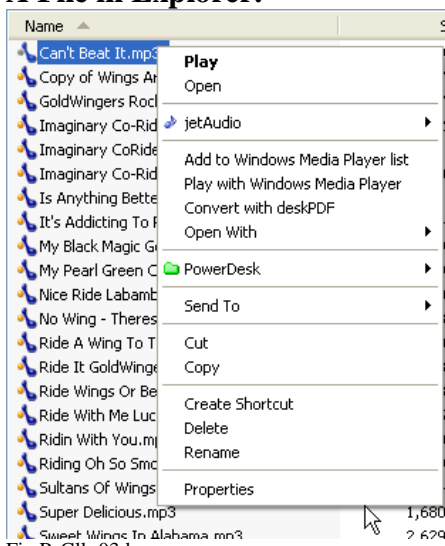 A File in Explorer:
Name
Can't Beat It.mp3
Copy of Wings Ar
GoldWingers Rocl
Imaginary Co-Rid
Imaginary CoRide
Imaginary Co-Rid
Is Anything Bette
It's Addicting To
My Black Magic G
My Pearl Green C
Nice Ride Labamb
No Wing - Theres
Ride A Wing To T
Ride It GoldWinge
Ride Wings Or Be
Ride With Me Luc
Ridin With You.m
Riding Oh So Smo
Sultans Of Wings
Super Delicious.mp3 1,680
Sweet Wings In Alabama.mp3 2,629
Play
Open
jetAudio
Add to Windows Media Player list
Play with Windows Media Player
Convert with deskPDF
Open With
PowerDesk
Send To
Cut
Copy
Create Shortcut
Delete
Rename
Properties